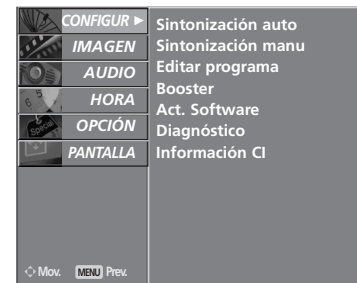 CONFIGUR ►
IMAGEN
AUDIO
HORA
OPCIÓN
Special
PANTALLA
Mov. MENU Prev.
Sintonización auto
Sintonización manu
Editar programa
Booster
Act. Software
Diagnóstico
Información CI